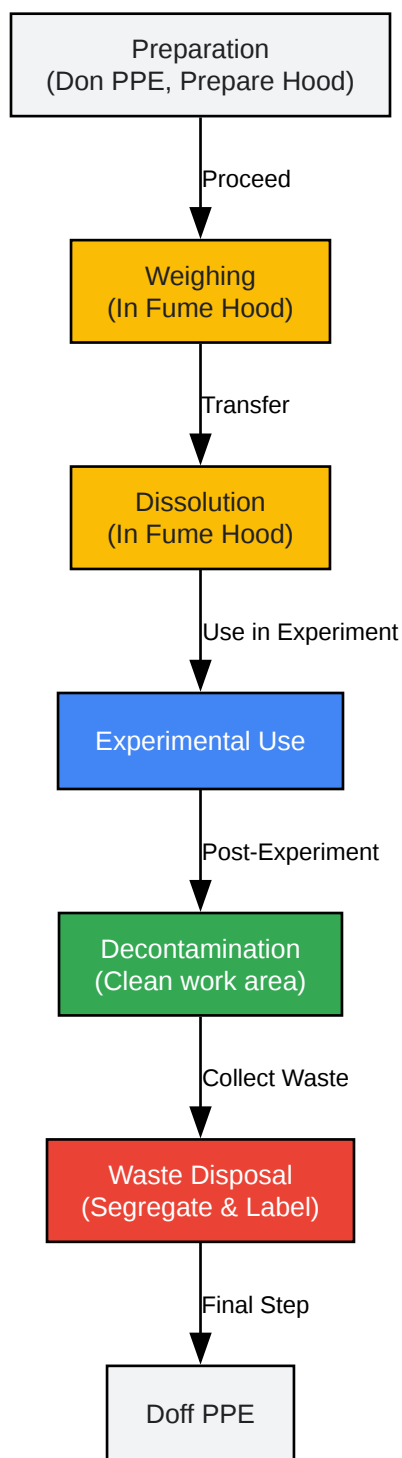 Preparation
(Don PPE, Prepare Hood)
Proceed
Weighing
(In Fume Hood)
Transfer
Dissolution
(In Fume Hood)
Use in Experiment
Experimental Use
Post-Experiment
Decontamination
(Clean work area)
Collect Waste
Waste Disposal
(Segregate & Label)
Final Step
Doff PPE